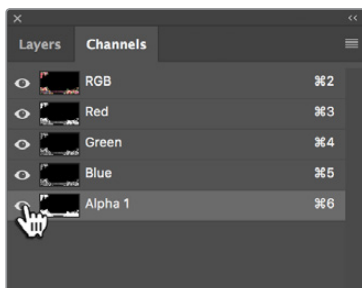 Layers Channels
RGB ⌘2
Red ⌘3
Green ⌘4
Blue ⌘5
Alpha 1 ⌘6